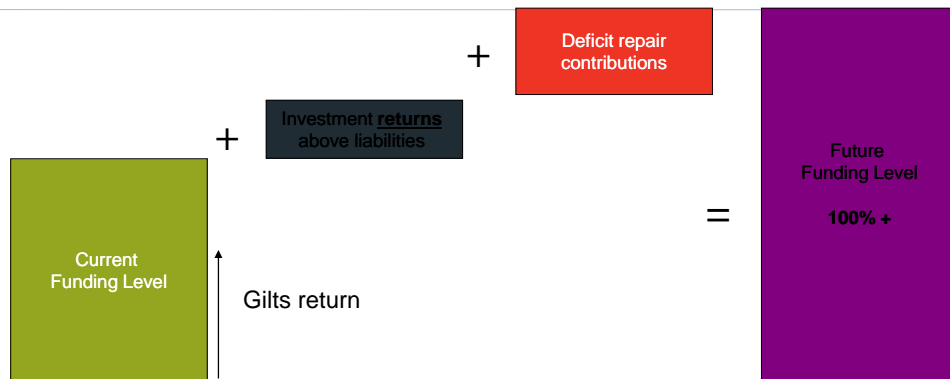 Current
Funding Level
+
Investment returns
above liabilities
+
Deficit repair
contributions
=
Future
Funding Level
100% +
Gilts return